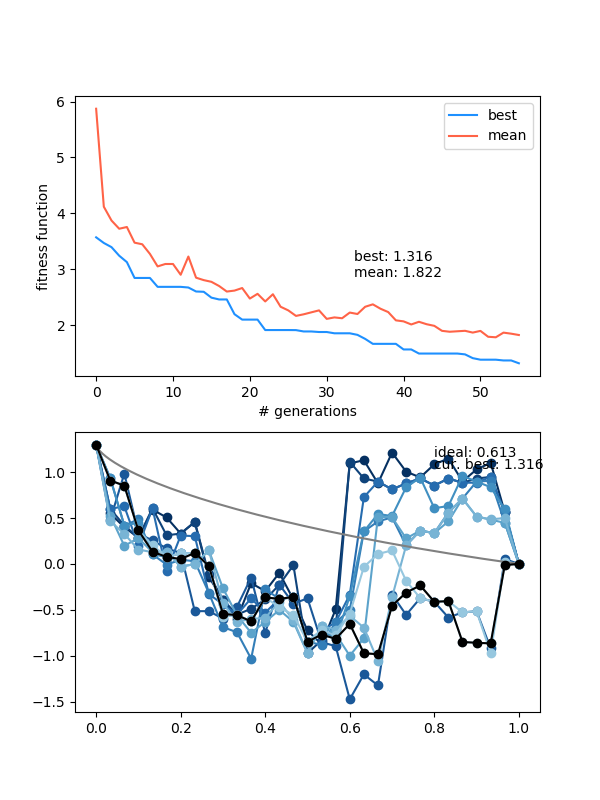 6
5
4
3
2
fitness function
best
mean
best: 1.316
mean: 1.822
0 10 20 30 40 50
# generations
1.0
0.5
0.0
−0.5
−1.0
−1.5
ideal: 0.613
cur. best: 1.316
0.0 0.2 0.4 0.6 0.8 1.0